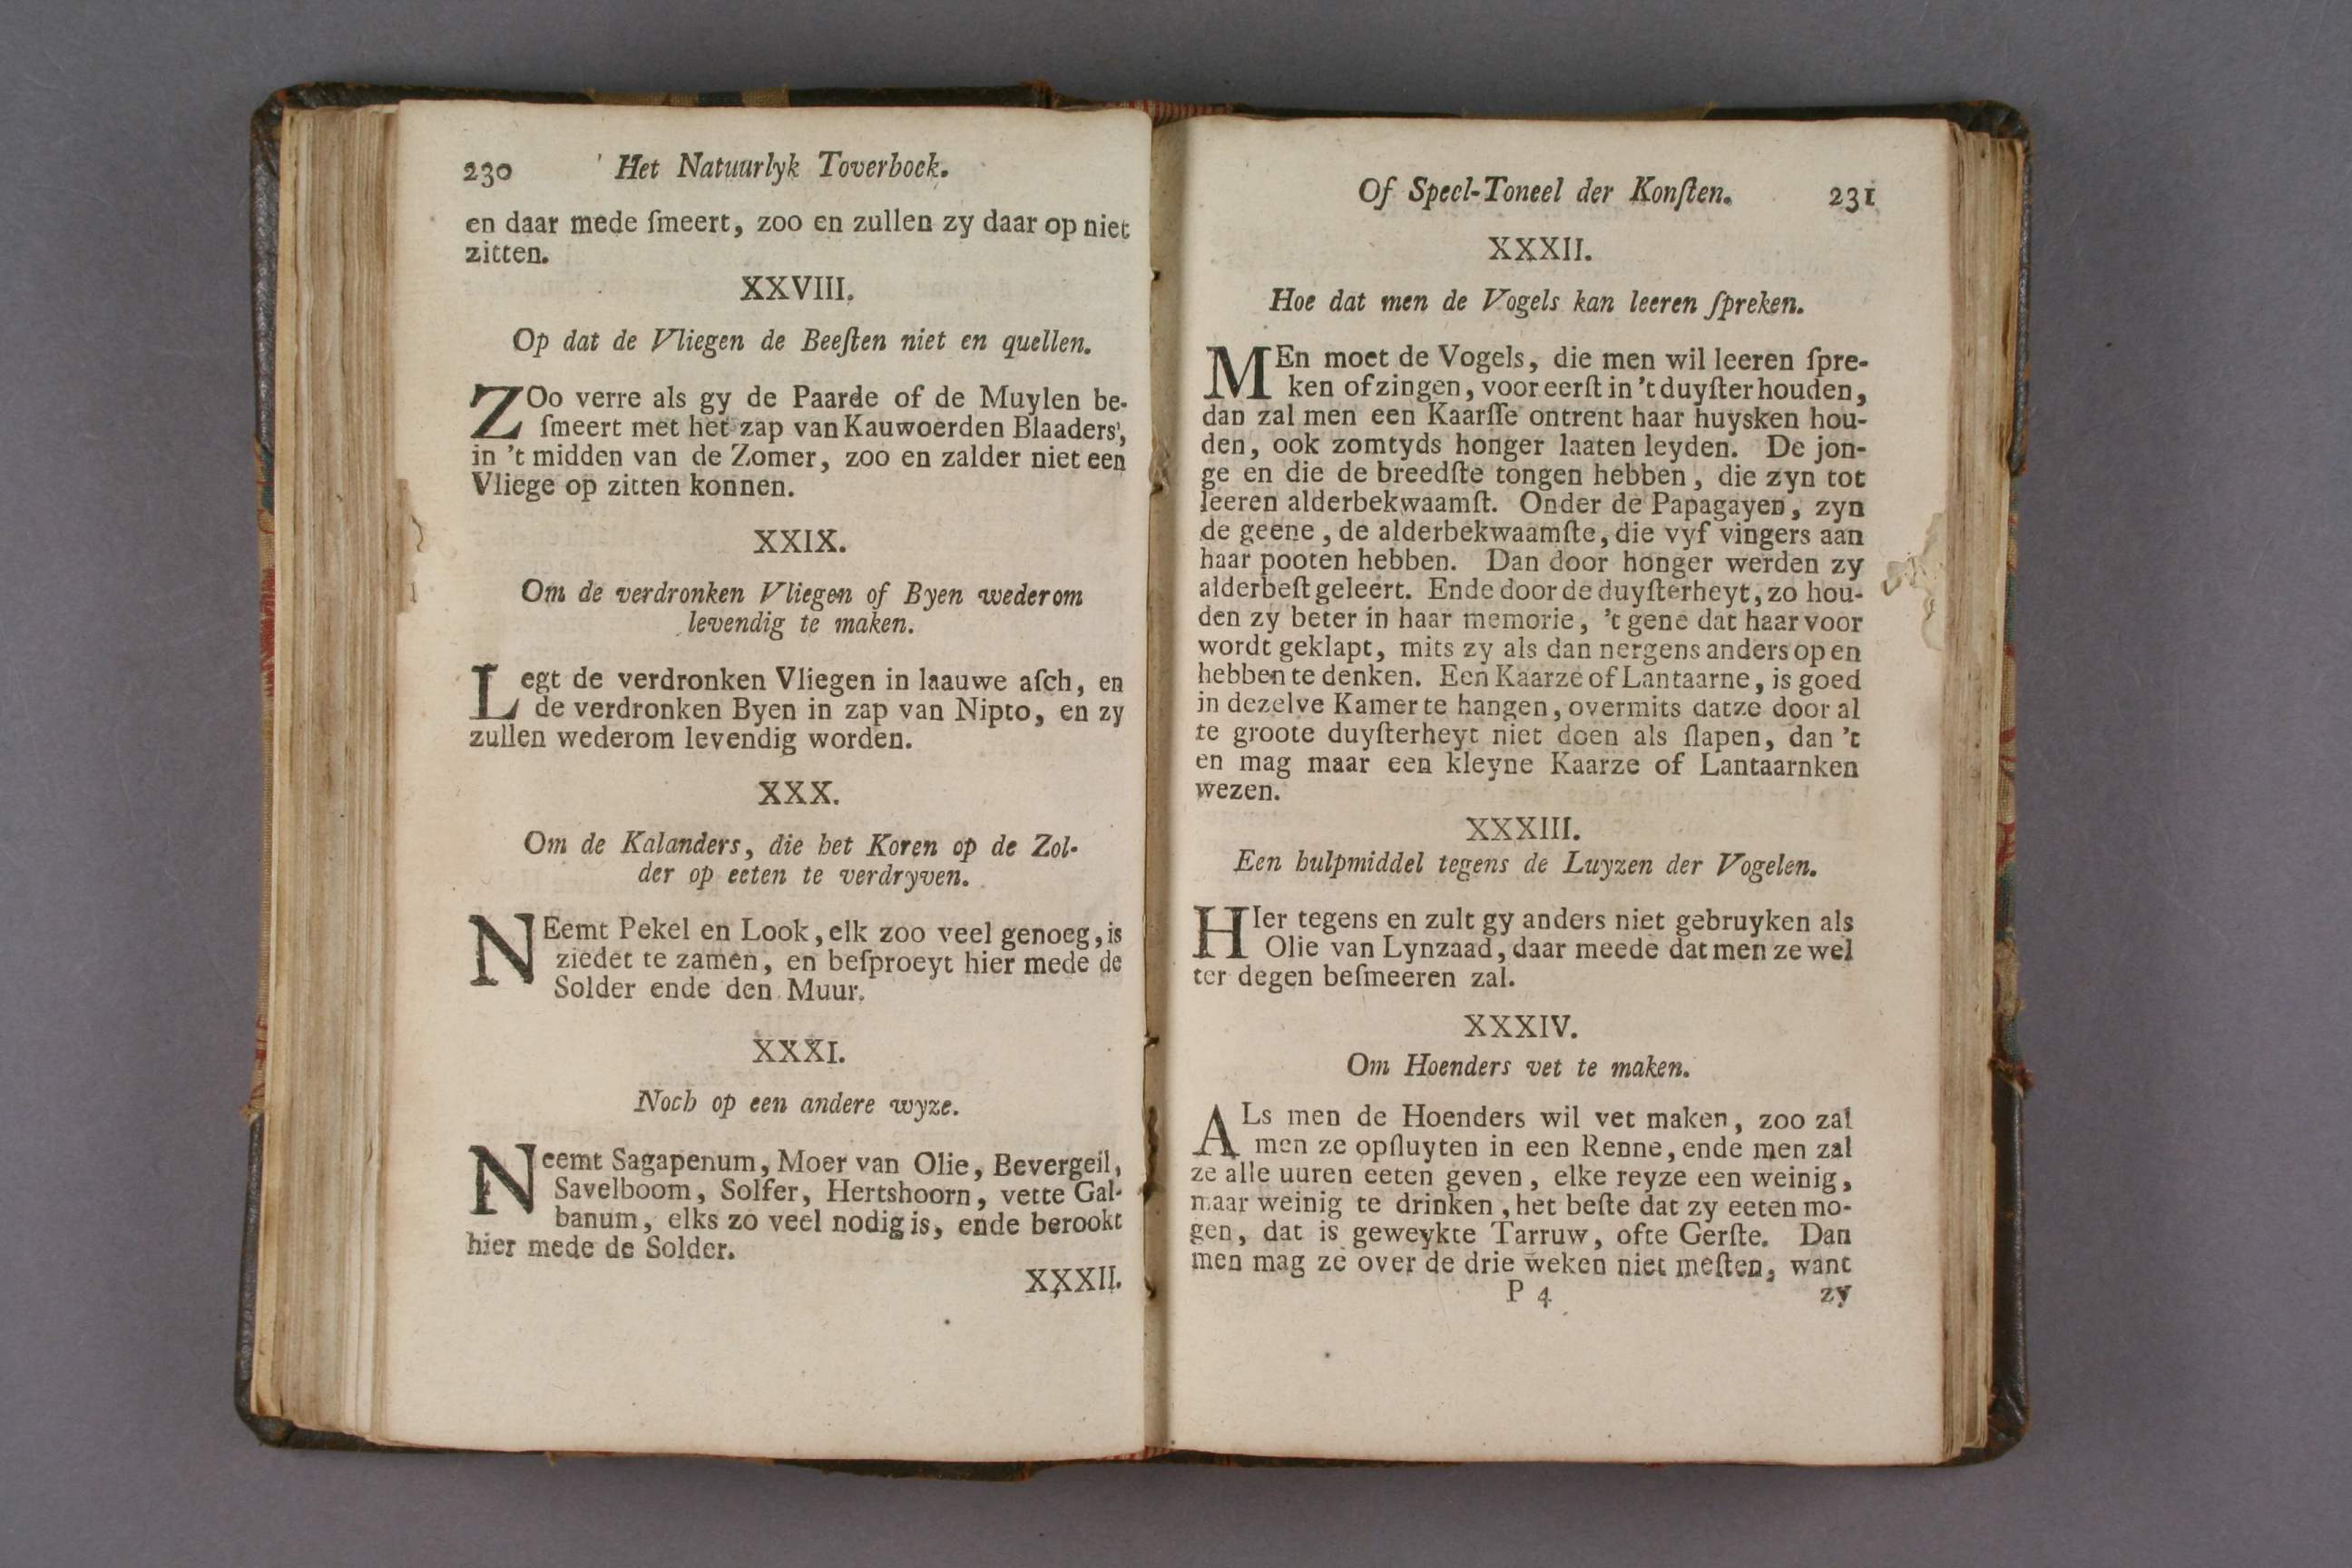 230 Het Natuurlyk Toverboek.
en daar mede ſmeert, zoo en zullen zy daar op niet
zitten.
XXVIII.
Op dat de Vliegen de Beeſten niet en quellen.
ZOo verre als gy de Paarde of de Muylen be-
ſmeert met het zap van Kauwoerden Blaaders,
in 't midden van de Zomer, zoo en zalder niet een
Vliege op zitten konnen.
XXIX.
Om de verdronken Vliegen of Byen wederom
levendig te maken.
Legt de verdronken Vliegen in laauwe aſch, en
de verdronken Byen in zap van Nipto, en zy
zullen wederom levendig worden.
XXX.
Om de Kalanders, die het Koren op de Zol-
der op eeten te verdryven.
NEemt Pekel en Look, elk zoo veel genoeg, is
ziedet te zamen, en beſproeyt hier mede de
Solder ende den Muur.
XXXI.
Noch op een andere wyze.
Neemt Sagapenum, Moer van Olie, Bevergeil,
Savelboom, Solfer, Hertshoorn, vette Gal-
banum, elks zo veel nodig is, ende berookt
hier mede de Solder.
XXXII.
Of Speel-Toneel der Konſten. 231
XXXII.
Hoe dat men de Vogels kan leeren ſpreken.
MEn moet de Vogels, die men wil leeren ſpre-
ken of zingen, voor eerſt in 't duyſter houden,
dan zal men een Kaarſſe ontrent haar huysken hou-
den, ook zomtyds honger laaten leyden. De jon-
ge en die de breedſte tongen hebben, die zyn tot
leeren alderbekwaamſt. Onder de Papagayen, zyn
de geene, de alderbekwaamſte, die vyf vingers aan
haar pooten hebben. Dan door honger werden zy
alderbeſt geleert. Ende door de duyſterheyt, zo hou-
den zy beter in haar memorie, 't gene dat haar voor
wordt geklapt, mits zy als dan nergens anders op en
hebben te denken. Een Kaarze of Lantaarne, is goed
in dezelve Kamer te hangen, overmits datze door al
te groote duyſterheyt niet doen als ſlapen, dan 't
en mag maar een kleyne Kaarze of Lantaarnken
wezen.
XXXIII.
Een hulpmiddel tegens de Luyzen der Vogelen.
HIer tegens en zult gy anders niet gebruyken als
Olie van Lynzaad, daar meede dat men ze wel
ter degen beſmeeren zal.
XXXIV.
Om Hoenders vet te maken.
ALs men de Hoenders wil vet maken, zoo zal
men ze opſluyten in een Renne, ende men zal
ze alle uuren eeten geven, elke reyze een weinig,
maar weinig te drinken, het beſte dat zy eeten mo-
gen, dat is geweykte Tarruw, ofte Gerſte. Dan
men mag ze over de drie weken niet meſten, want
P 4 zy